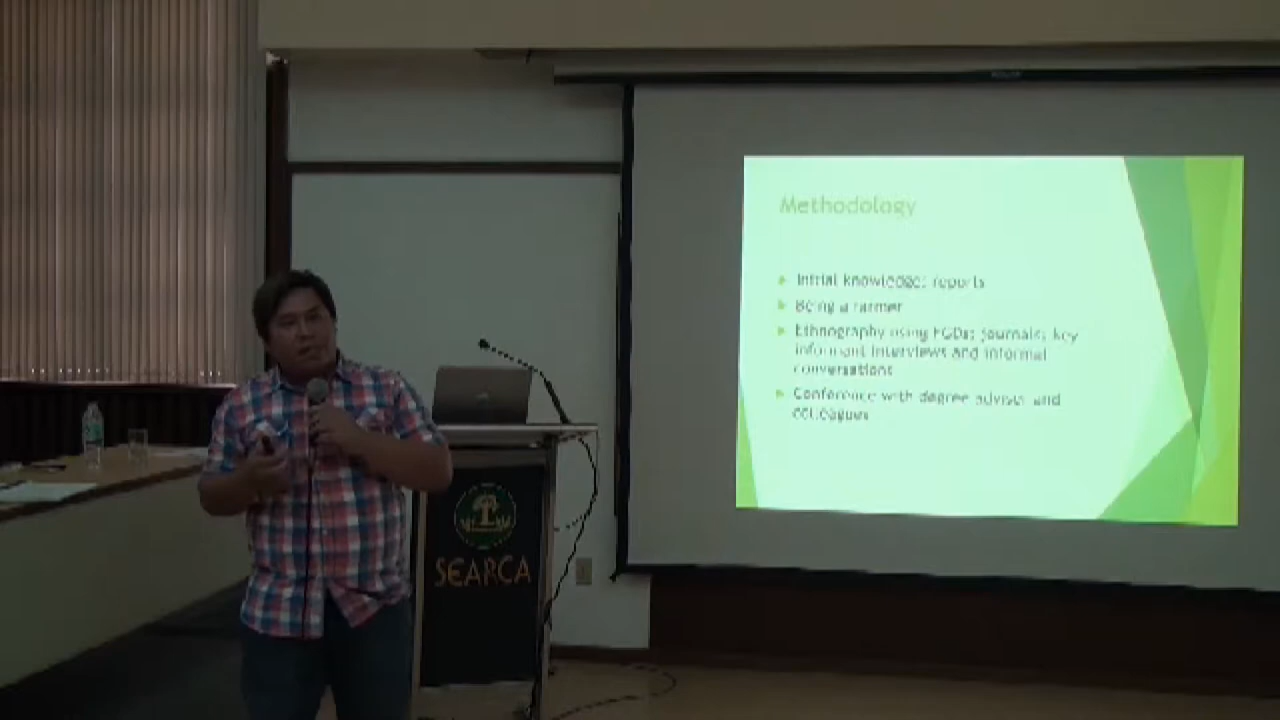 Methodology
Initial knowledge: reports
Being a farmer
Ethnography using FGDs; journals; key
informant interviews and informal
conversations
Conference with degree adviser and
colleagues
SEARCA